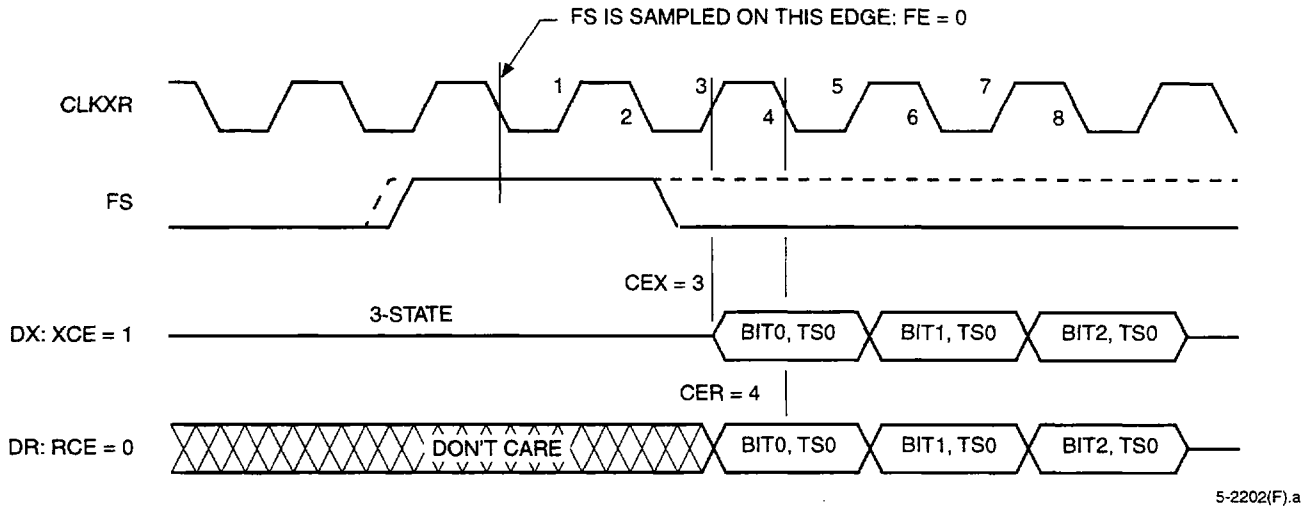 FS IS SAMPLED ON THIS EDGE: FE = 0
CLKXR
1
2
3
4
5
6
7
8
FS
CEX = 3
3-STATE
DX: XCE = 1
BIT0, TS0
BIT1, TS0
BIT2, TS0
CER = 4
DR: RCE = 0
DON'T CARE
BIT0, TS0
BIT1, TS0
BIT2, TS0
5-2202(F).a